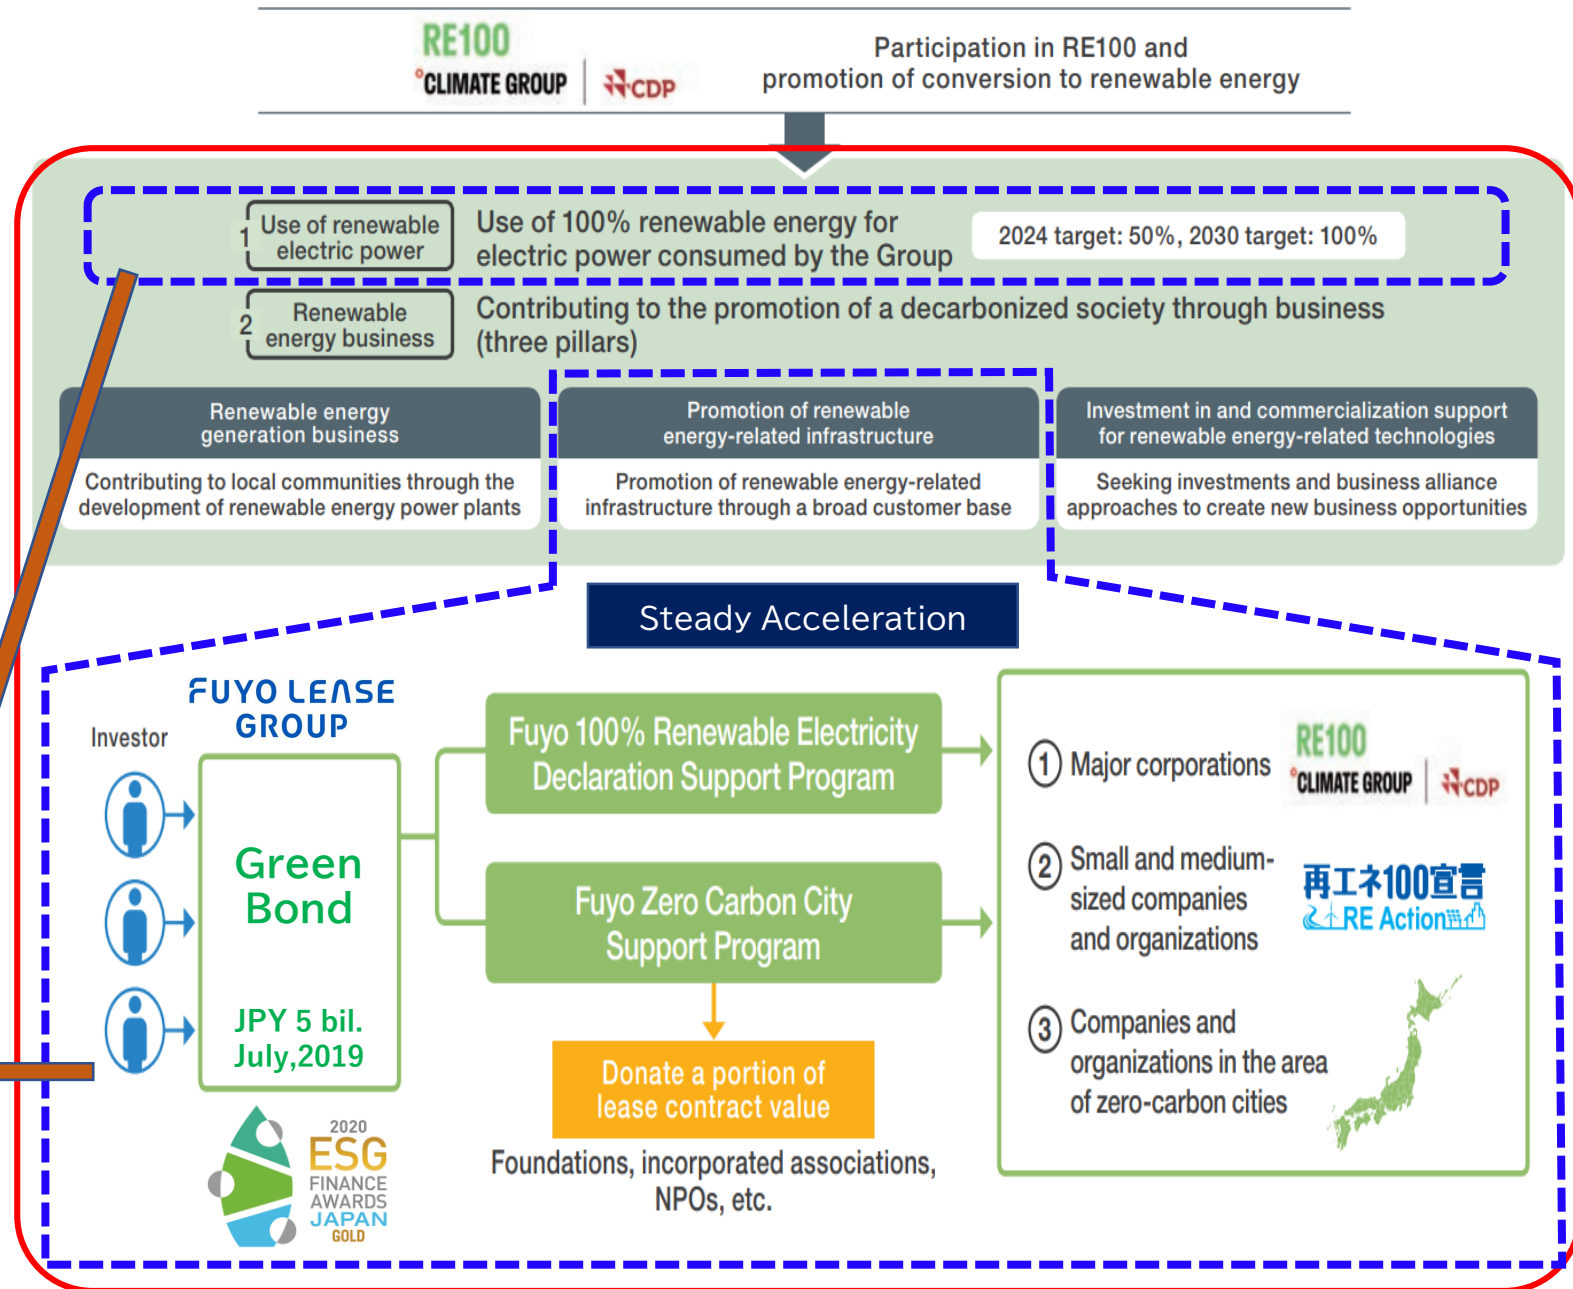 RE100
°CLIMATE GROUP
CDP
Participation in RE100 and
promotion of conversion to renewable energy
1
Use of renewable
electric power
Use of 100% renewable energy for
electric power consumed by the Group
2024 target: 50%, 2030 target: 100%
2
Renewable
energy business
Contributing to the promotion of a decarbonized society through business
(three pillars)
Renewable energy
generation business
Contributing to local communities through the
development of renewable energy power plants
Promotion of renewable
energy-related infrastructure
Promotion of renewable energy-related
infrastructure through a broad customer base
Investment in and commercialization support
for renewable energy-related technologies
Seeking investments and business alliance
approaches to create new business opportunities
Steady Acceleration
Investor
FUYO LEASE
GROUP
Green
Bond
JPY 5 bil.
July,2019
2020
ESG
FINANCE
AWARDS
JAPAN
GOLD
Fuyo 100% Renewable Electricity
Declaration Support Program
Fuyo Zero Carbon City
Support Program
Donate a portion of
lease contract value
Foundations, incorporated associations,
NPOs, etc.
① Major corporations
RE100
°CLIMATE GROUP
CDP
② Small and medium-
sized companies
and organizations
再エネ100宣言
RE Action
③ Companies and
organizations in the area
of zero-carbon cities